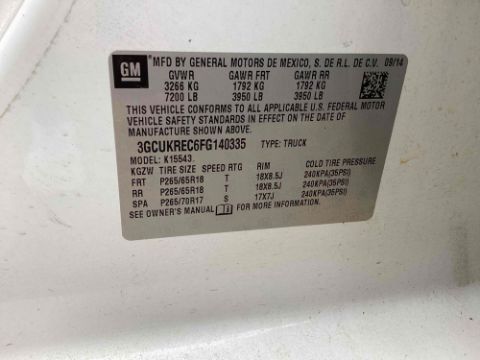 GM
MFD BY GENERAL MOTORS DE MEXICO, S. DE R.L. DE C.V. 09/14
GVWR GAWR FRT GAWR RR
3266 KG 1792 KG 1792 KG
7200 LB 3950 LB 3950 LB
THIS VEHICLE CONFORMS TO ALL APPLICABLE U.S. FEDERAL MOTOR
VEHICLE SAFETY STANDARDS IN EFFECT ON THE DATE OF
MANUFACTURE SHOWN ABOVE.
3GCUKREC6FG140335 TYPE: TRUCK
MODEL: K15543
KGZW TIRE SIZE SPEED RTG RIM COLD TIRE PRESSURE
FRT P265/65R18 T 18X8.5J 240KPA(35PSI)
RR P265/65R18 T 18X8.5J 240KPA(35PSI)
SPA P265/70R17 S 17X7J 240KPA(35PSI)
SEE OWNER'S MANUAL FOR ADDITIONAL INFORMATION.